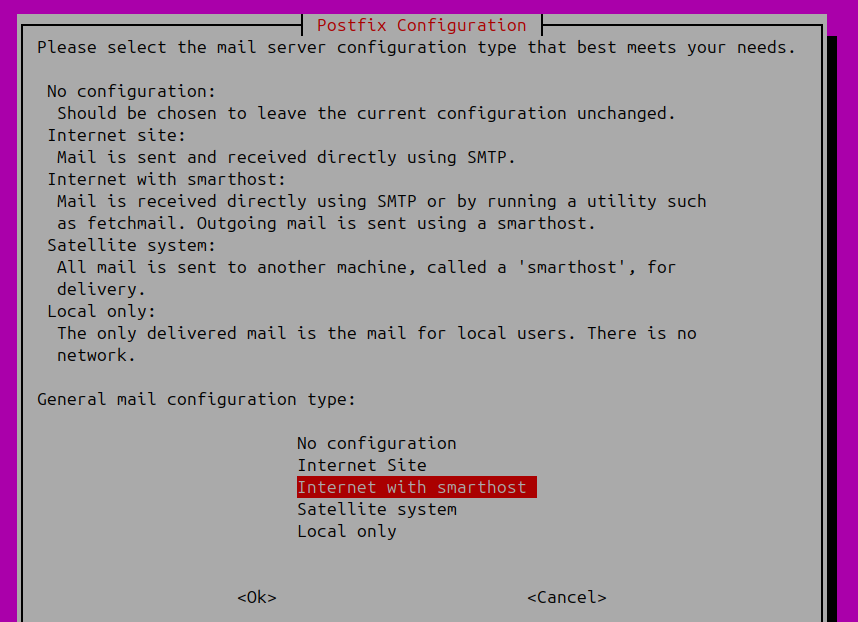 Postfix Configuration
Please select the mail server configuration type that best meets your needs.
No configuration:
Should be chosen to leave the current configuration unchanged.
Internet site:
Mail is sent and received directly using SMTP.
Internet with smarthost:
Mail is received directly using SMTP or by running a utility such
as fetchmail. Outgoing mail is sent using a smarthost.
Satellite system:
All mail is sent to another machine, called a 'smarthost', for
delivery.
Local only:
The only delivered mail is the mail for local users. There is no
network.
General mail configuration type:
No configuration
Internet Site
Internet with smarthost
Satellite system
Local only
<Ok> <Cancel>